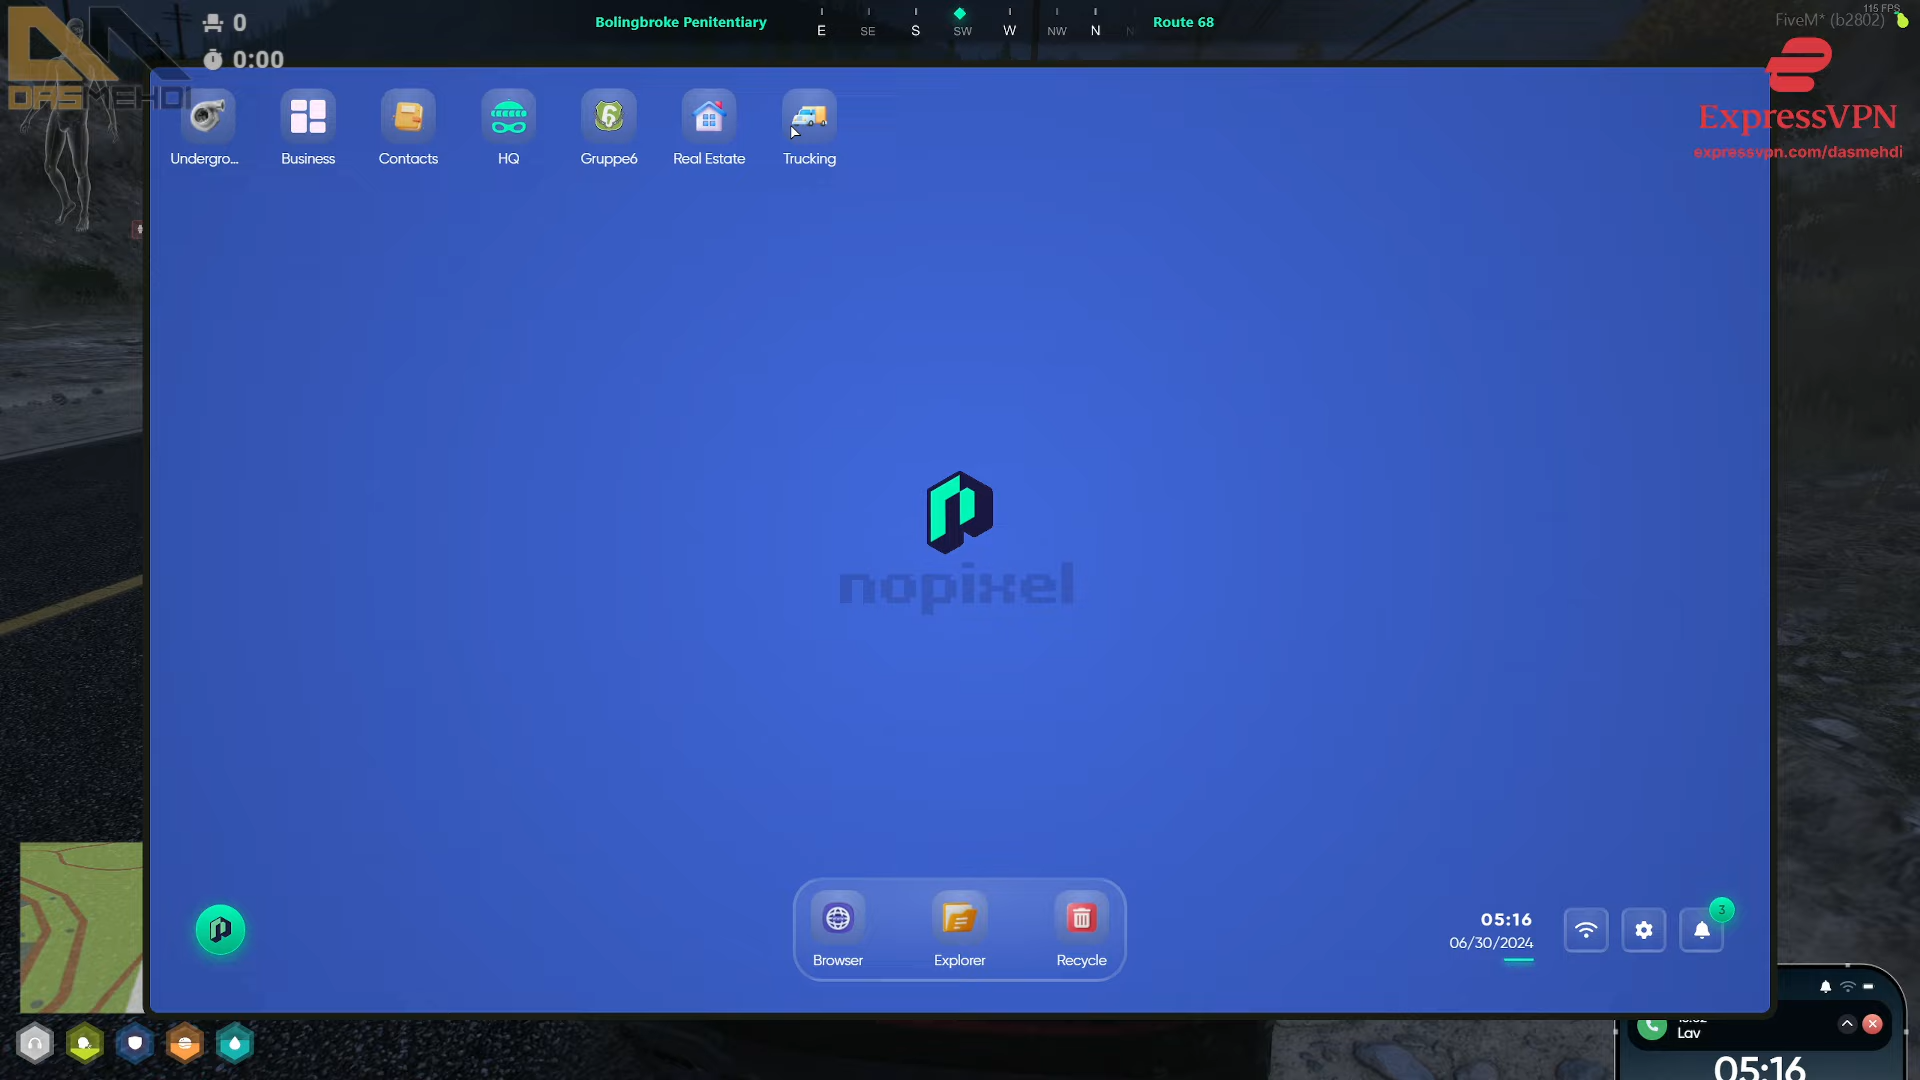 0
0:00
DASMEHDI
Bolingbroke Penitentiary
E SE S SW W NW N
Route 68
115 FPS
FiveM* (b2802)
ExpressVPN
expressvpn.com/dasmehdi
Undergro...
Business
Contacts
HQ
6
Gruppe6
Real Estate
Trucking
nopixel
Browser
Explorer
Recycle
05:16
06/30/2024
3
Lav
05:16